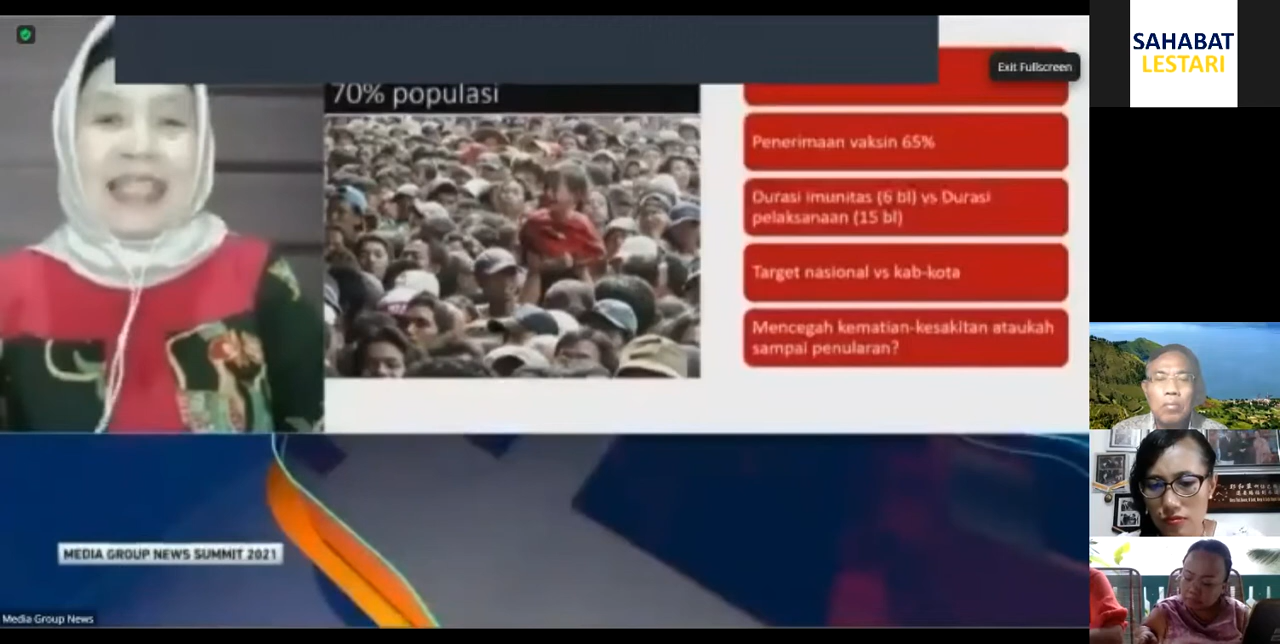 SAHABAT
LESTARI
Exit Fullscreen
70% populasi
Penerimaan vaksin 65%
Durasi imunitas (6 bl) vs Durasi
pelaksanaan (15 bl)
Target nasional vs kab-kota
Mencegah kematian-kesakitan ataukah
sampai penularan?
MEDIA GROUP NEWS SUMMIT 2021
Media Group News